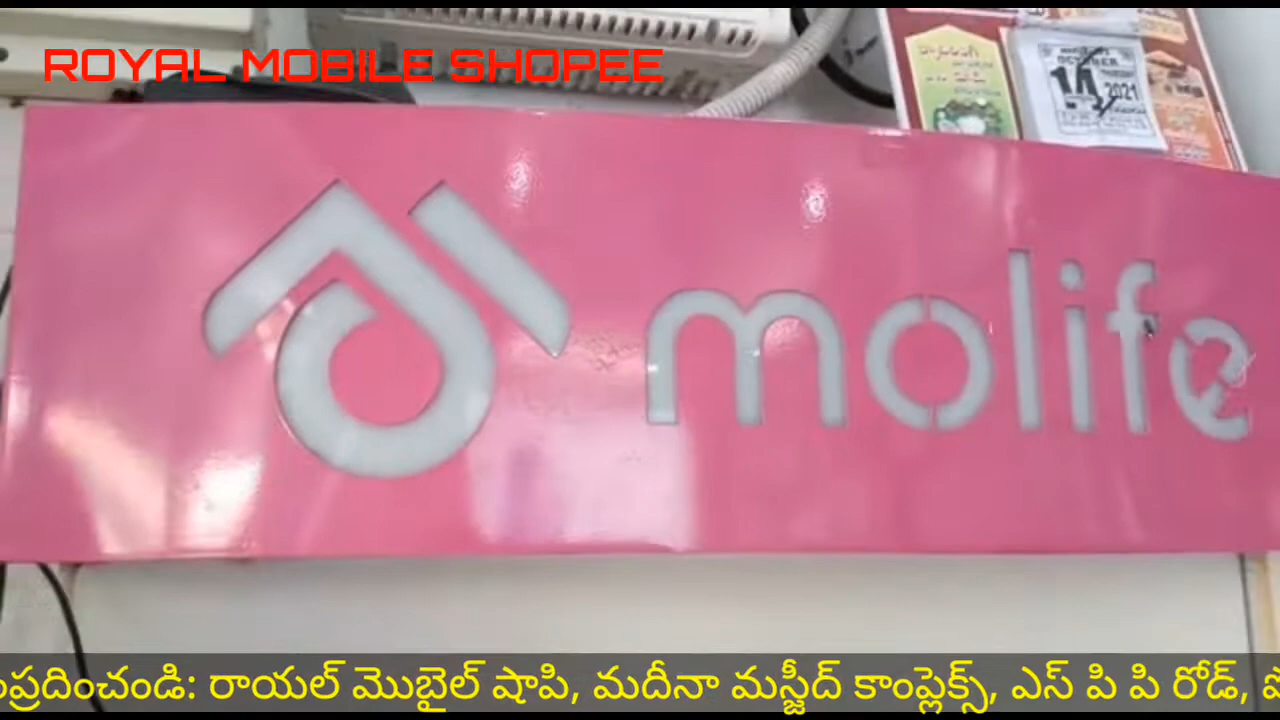 ROYAL MOBILE SHOPEE
OCTOBER
14
2021
molife
సంప్రదించండి: రాయల్ మొబైల్ షాపి, మదీనా మస్జీద్ కాంప్లెక్స్, ఎస్ పి పి రోడ్,